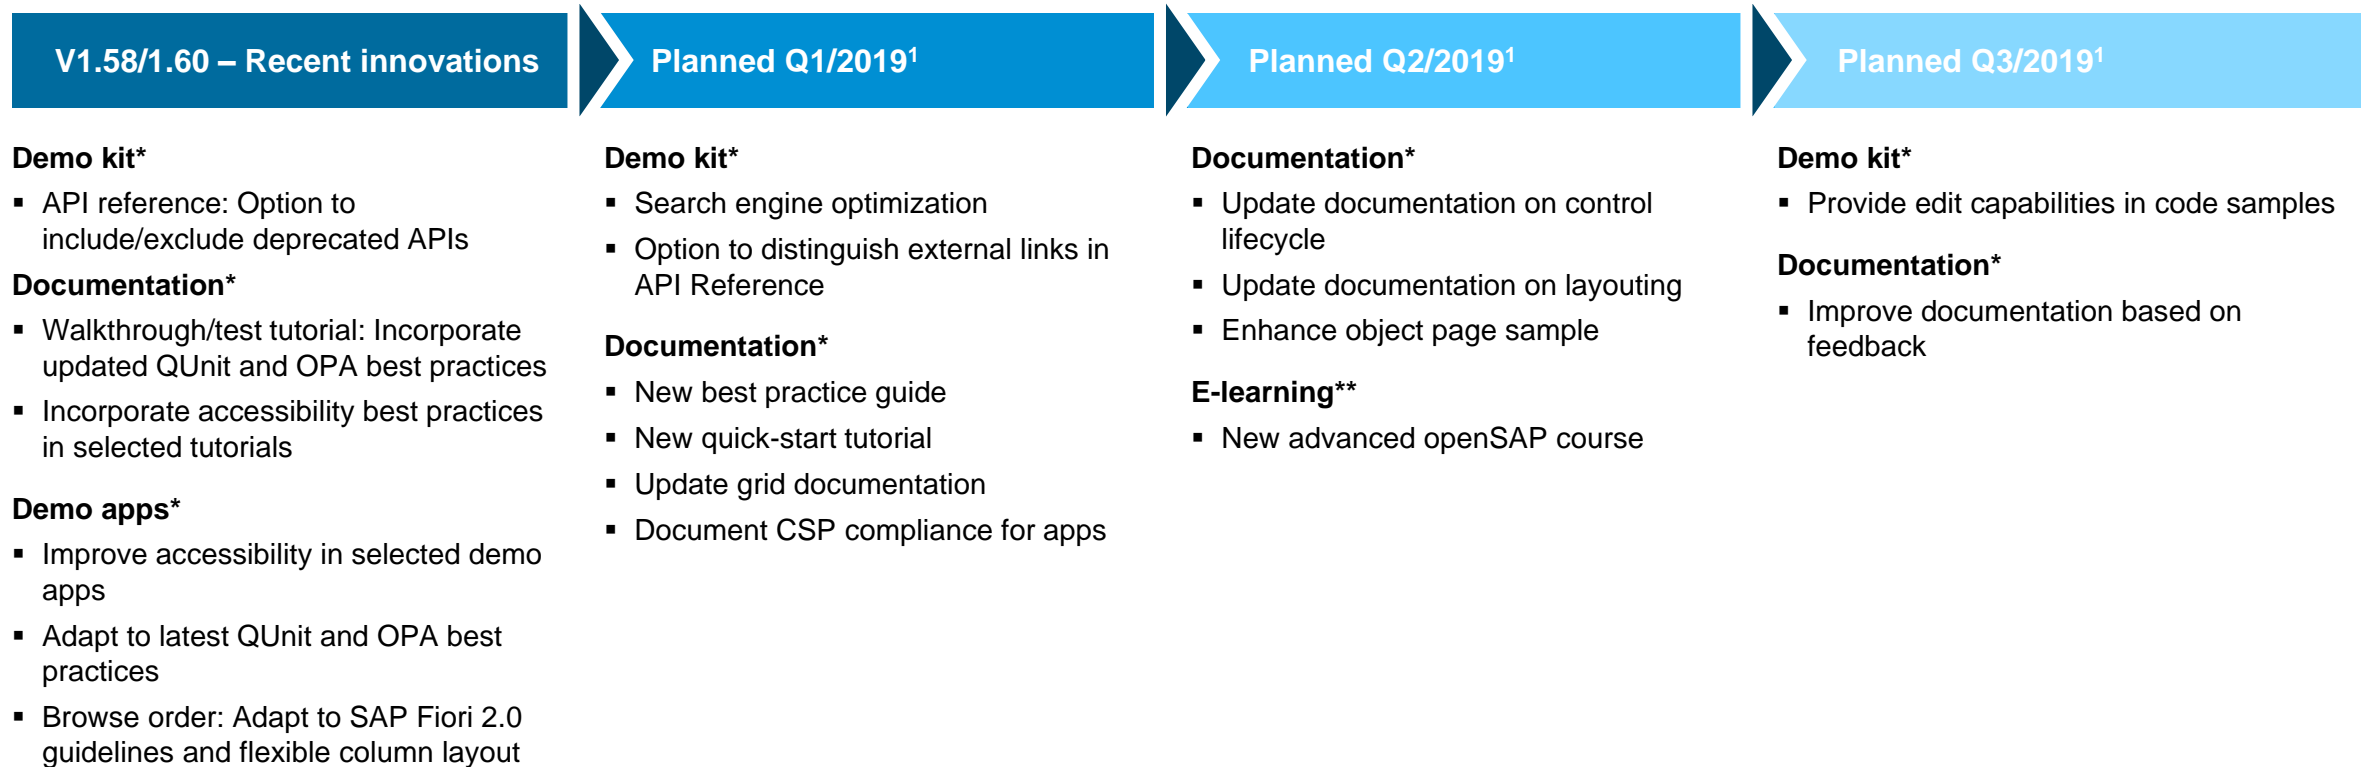 V1.58/1.60 – Recent innovations
Demo kit*
▪ API reference: Option to
include/exclude deprecated APIs
Documentation*
▪ Walkthrough/test tutorial: Incorporate
updated QUnit and OPA best practices
▪ Incorporate accessibility best practices
in selected tutorials
Demo apps*
▪ Improve accessibility in selected demo
apps
▪ Adapt to latest QUnit and OPA best
practices
▪ Browse order: Adapt to SAP Fiori 2.0
guidelines and flexible column layout
Planned Q1/2019¹
Demo kit*
▪ Search engine optimization
▪ Option to distinguish external links in
API Reference
Documentation*
▪ New best practice guide
▪ New quick-start tutorial
▪ Update grid documentation
▪ Document CSP compliance for apps
Planned Q2/2019¹
Documentation*
▪ Update documentation on control
lifecycle
▪ Update documentation on layouting
▪ Enhance object page sample
E-learning**
▪ New advanced openSAP course
Planned Q3/2019¹
Demo kit*
▪ Provide edit capabilities in code samples
Documentation*
▪ Improve documentation based on
feedback